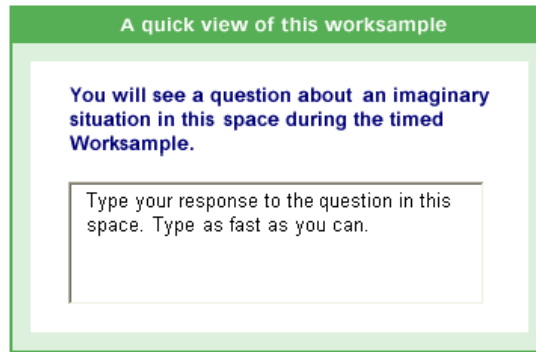 A quick view of this worksample
You will see a question about an imaginary
situation in this space during the timed
Worksample.
Type your response to the question in this
space. Type as fast as you can.